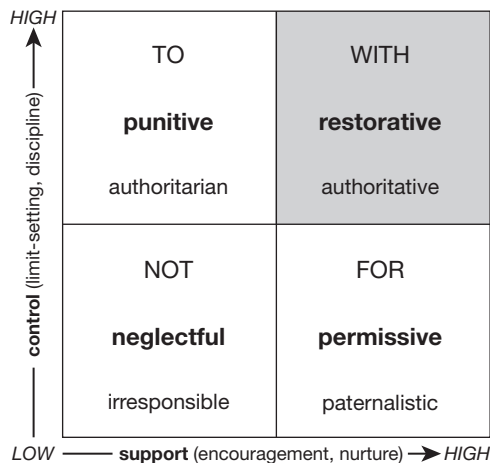 HIGH
TO
WITH
punitive
restorative
authoritarian
authoritative
control (limit-setting, discipline)
NOT
FOR
neglectful
permissive
irresponsible
paternalistic
LOW
support (encouragement, nurture)
HIGH